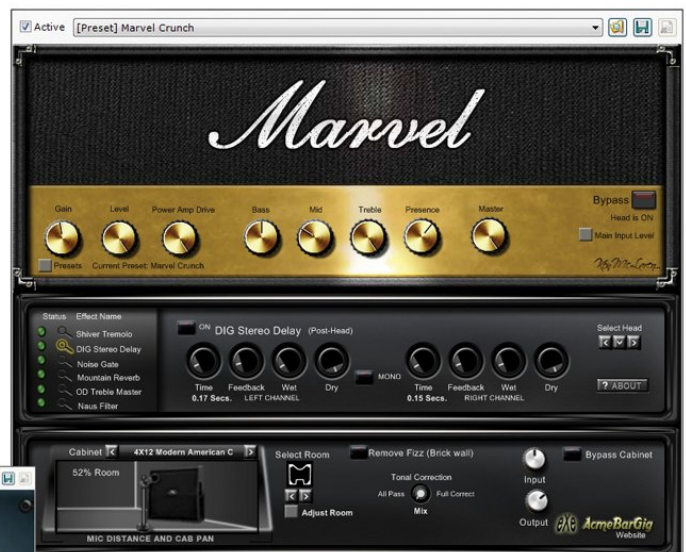 Active [Preset] Marvel Crunch
Marvel
Gain Level Power Amp Drive Bass Mid Treble Presence Master
Bypass
Head is ON
Main Input Level
Presets Current Preset: Marvel Crunch
Status Effect Name
Shiver Tremolo
DIG Stereo Delay
Noise Gate
Mountain Reverb
OD Treble Master
Naus Filter
ON DIG Stereo Delay (Post-Head)
Time Feedback Wet Dry
0.17 Secs. LEFT CHANNEL
MONO
Time Feedback Wet Dry
0.15 Secs. RIGHT CHANNEL
Select Head
? ABOUT
Cabinet 4X12 Modern American C
52% Room
MIC DISTANCE AND CAB PAN
Select Room
Adjust Room
Remove Fizz (Brick wall)
Tonal Correction
All Pass Full Correct
Mix
Input
Output
Bypass Cabinet
AcmeBarGig
Website